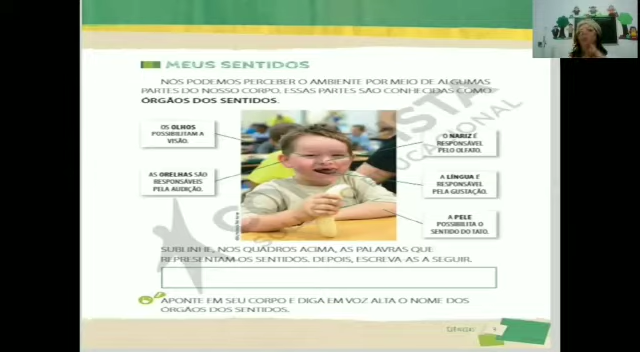 MEUS SENTIDOS
NÓS PODEMOS PERCEBER O AMBIENTE POR MEIO DE ALGUMAS
PARTES DO NOSSO CORPO. ESSAS PARTES SÃO CONHECIDAS COMO
ÓRGÃOS DOS SENTIDOS.
OS OLHOS
POSSIBILITAM A
VISÃO.
AS ORELHAS SÃO
RESPONSÁVEIS
PELA AUDIÇÃO.
O NARIZ É
RESPONSÁVEL
PELO OLFATO.
A LÍNGUA É
RESPONSÁVEL
PELA GUSTAÇÃO.
A PELE
POSSIBILITA O
SENTIDO DO TATO.
SUBLINHE, NOS QUADROS ACIMA, AS PALAVRAS QUE
REPRESENTAM OS SENTIDOS. DEPOIS, ESCREVA-AS A SEGUIR.
APONTE EM SEU CORPO E DIGA EM VOZ ALTA O NOME DOS
ÓRGÃOS DOS SENTIDOS.